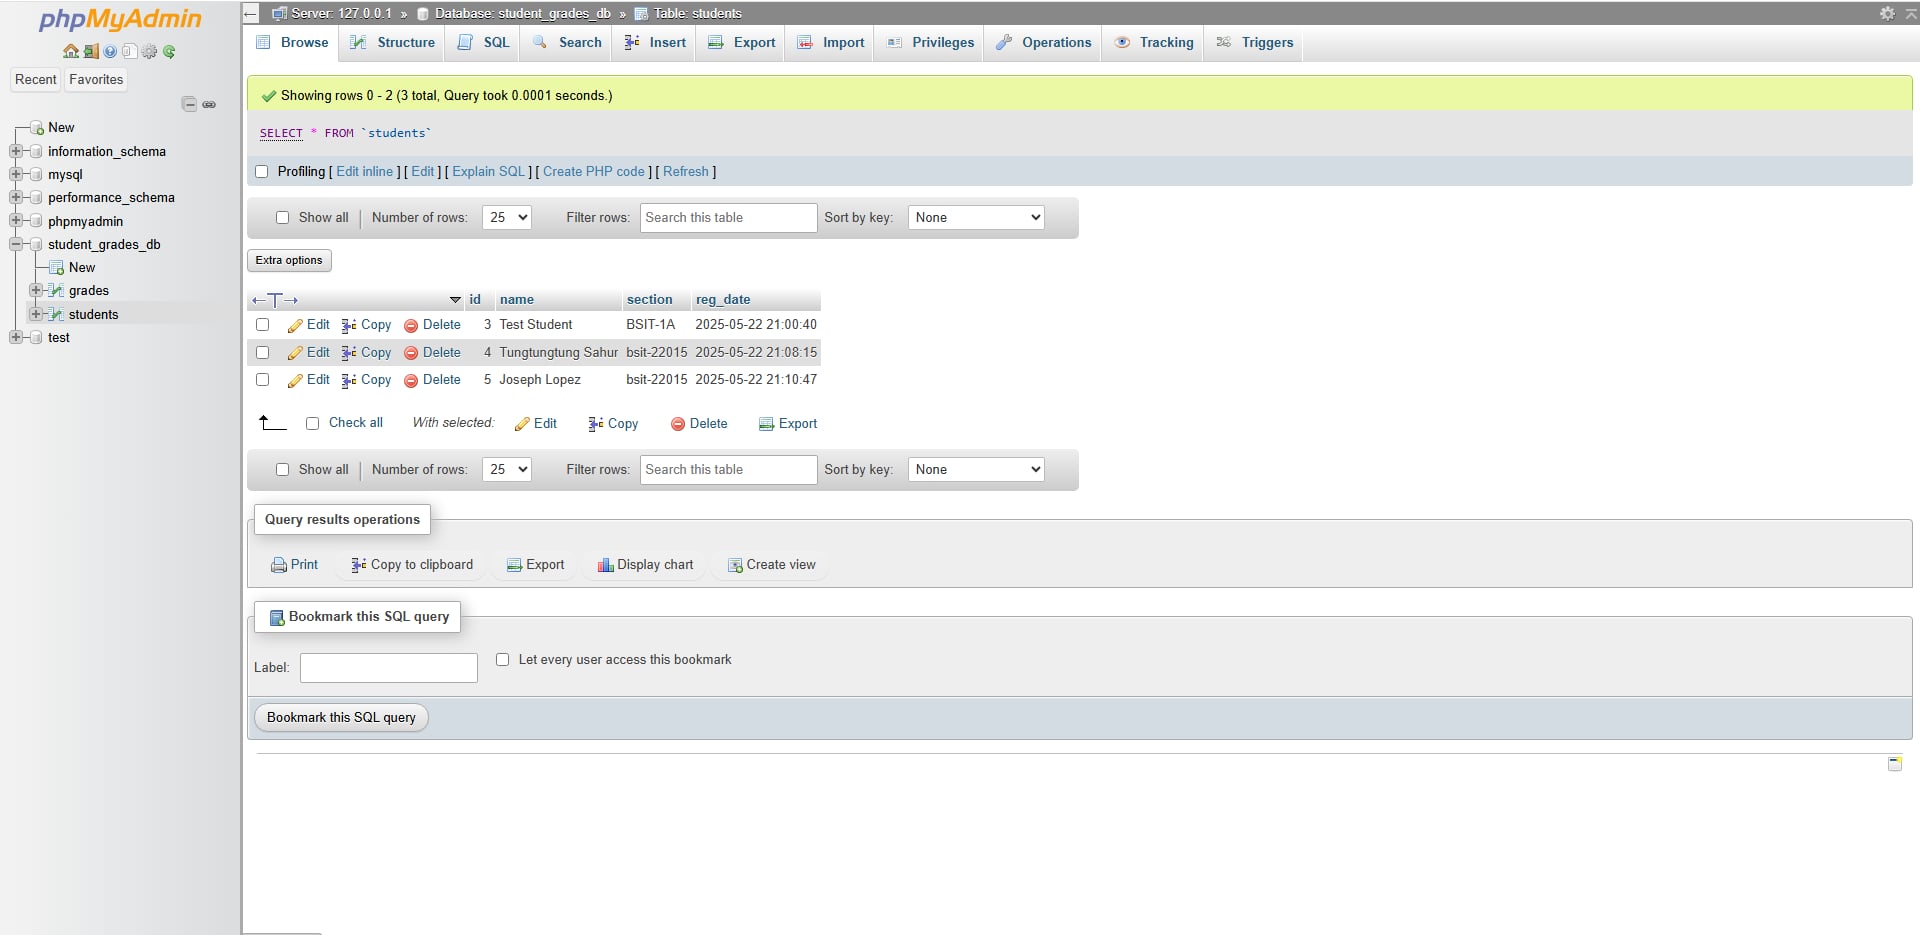 phpMyAdmin
Recent Favorites
New
information_schema
mysql
performance_schema
phpmyadmin
student_grades_db
New
grades
students
test
Server: 127.0.0.1 » Database: student_grades_db » Table: students
Browse Structure SQL Search Insert Export Import Privileges Operations Tracking Triggers
Showing rows 0 - 2 (3 total, Query took 0.0001 seconds.)
SELECT * FROM `students`
Profiling [ Edit inline ] [ Edit ] [ Explain SQL ] [ Create PHP code ] [ Refresh ]
Show all Number of rows: 25 Filter rows: Search this table Sort by key: None
Extra options
id name section reg_date
Edit Copy Delete 3 Test Student BSIT-1A 2025-05-22 21:00:40
Edit Copy Delete 4 Tungtungtung Sahur bsit-22015 2025-05-22 21:08:15
Edit Copy Delete 5 Joseph Lopez bsit-22015 2025-05-22 21:10:47
Check all With selected: Edit Copy Delete Export
Show all Number of rows: 25 Filter rows: Search this table Sort by key: None
Query results operations
Print Copy to clipboard Export Display chart Create view
Bookmark this SQL query
Label: Let every user access this bookmark
Bookmark this SQL query